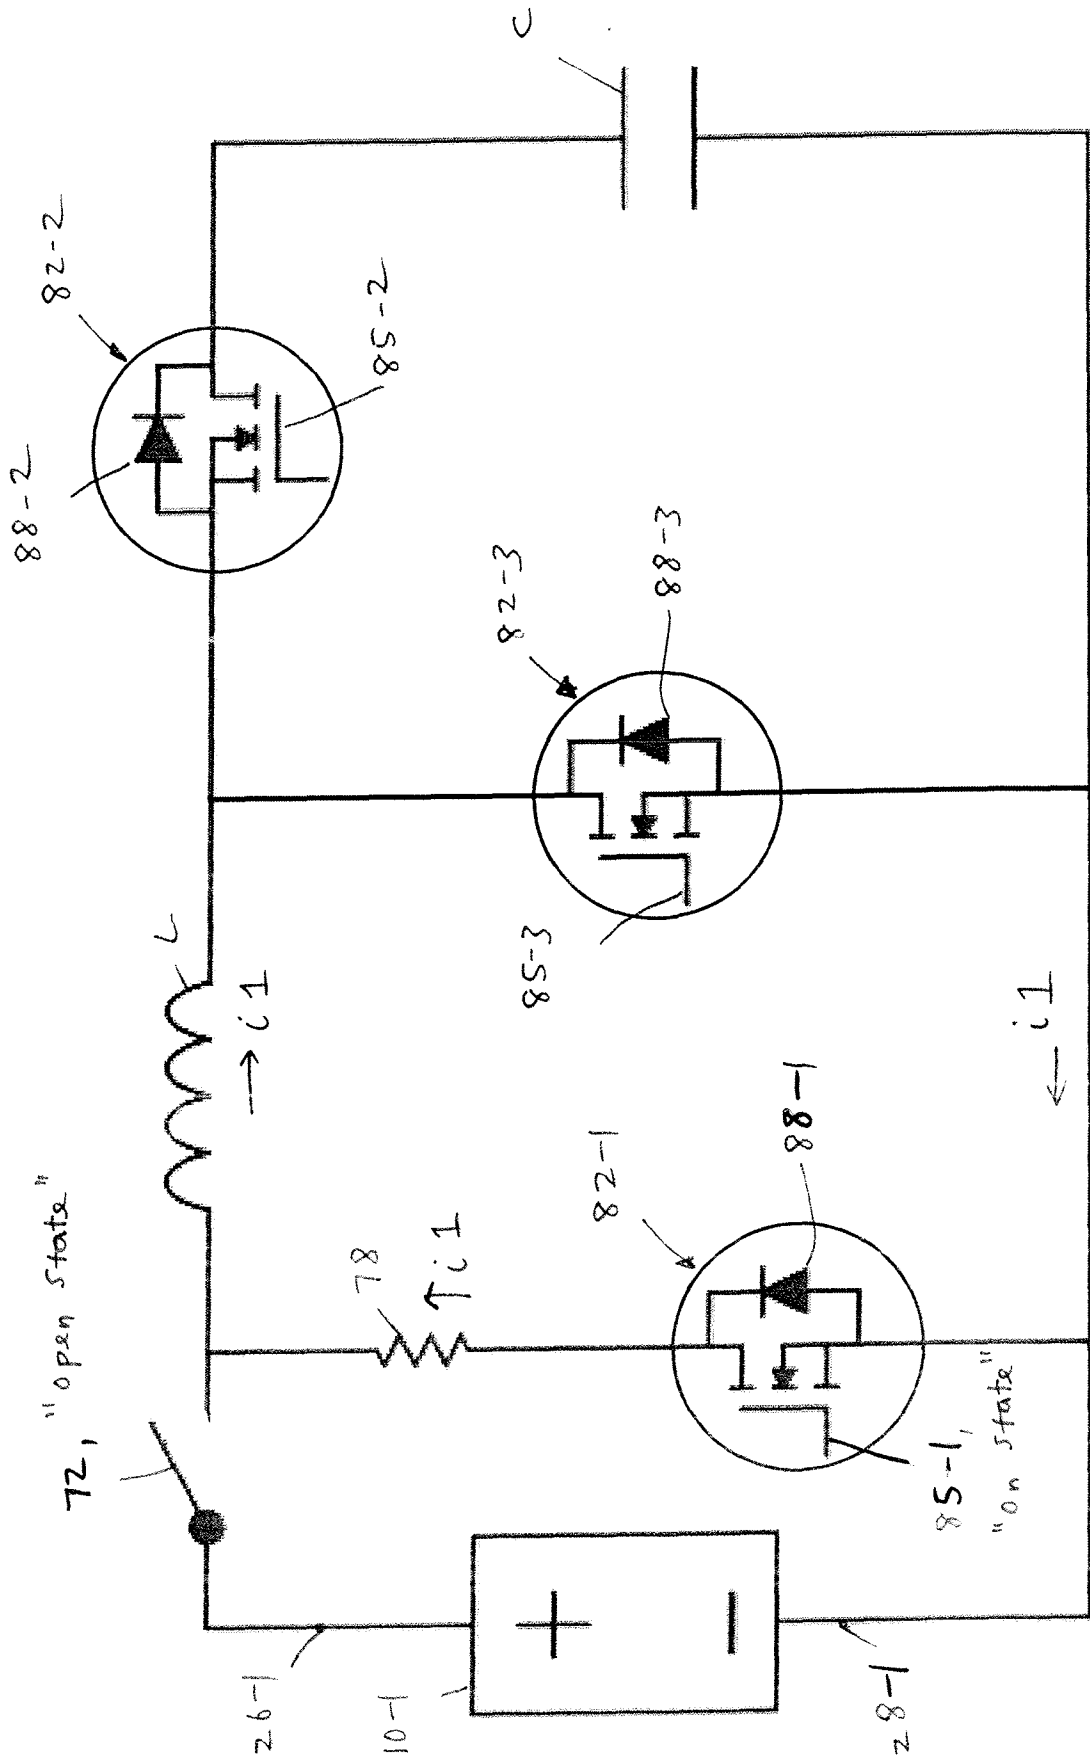 72, "open state"
L
→ i1
82-2
88-2
85-2
C
26-1
10-1
+
-
28-1
78
↑ i1
82-1
88-1
85-1,
"on state"
82-3
88-3
85-3
← i1